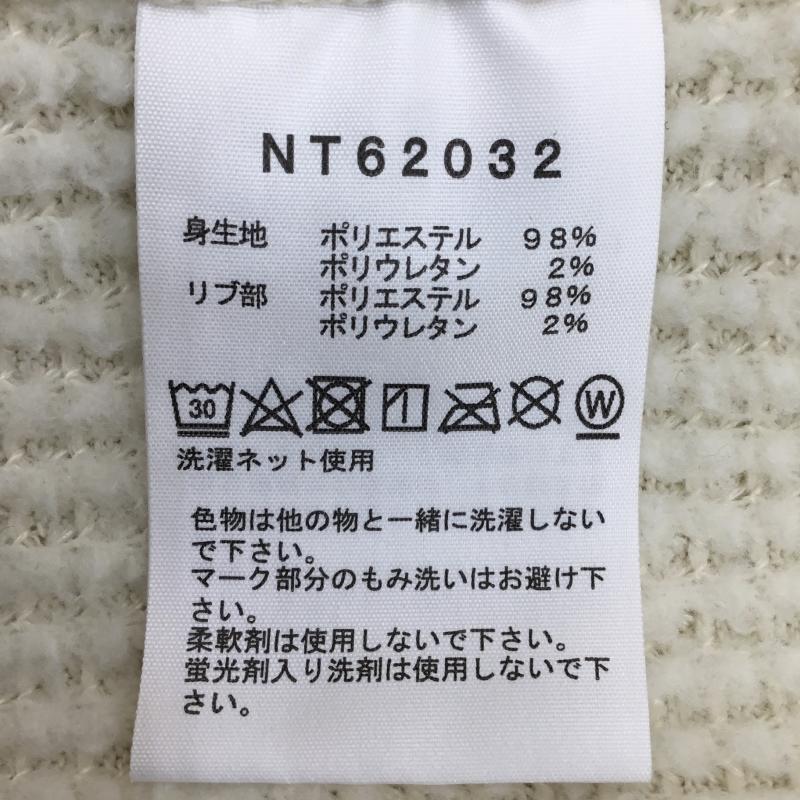 NT62032
身生地 ポリエステル 98%
ポリウレタン 2%
リブ部 ポリエステル 98%
ポリウレタン 2%
30 W
洗濯ネット使用
色物は他の物と一緒に洗濯しない
で下さい。
マーク部分のもみ洗いはお避け下
さい。
柔軟剤は使用しないで下さい。
蛍光剤入り洗剤は使用しないで下
さい。